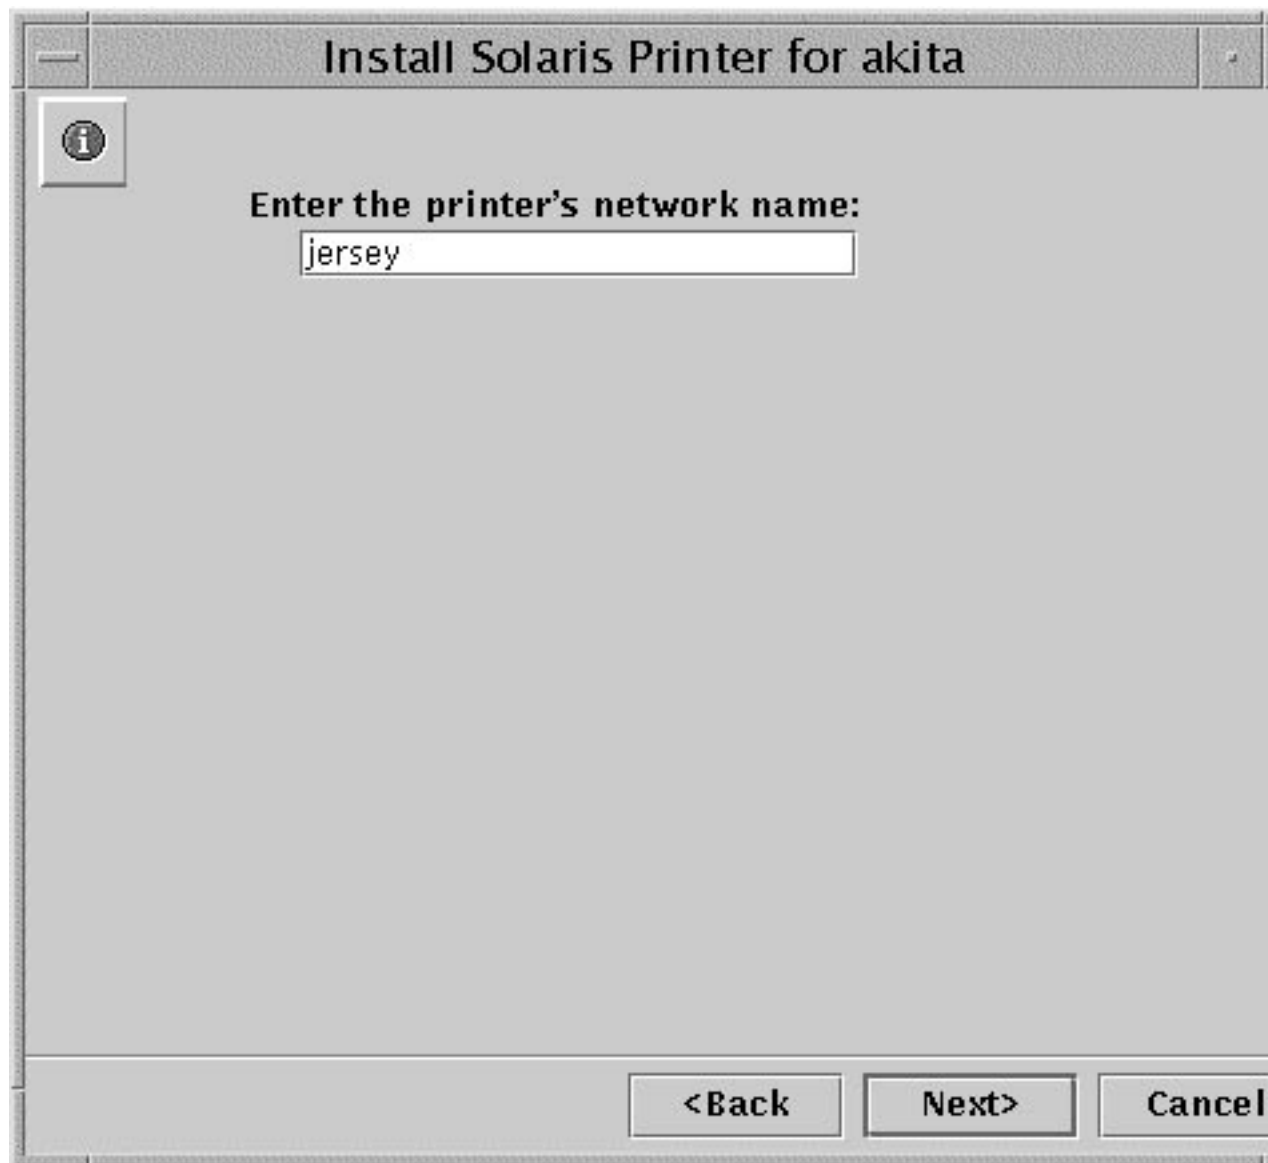 Install Solaris Printer for akita
Enter the printer's network name:
jersey
<Back Next> Cancel